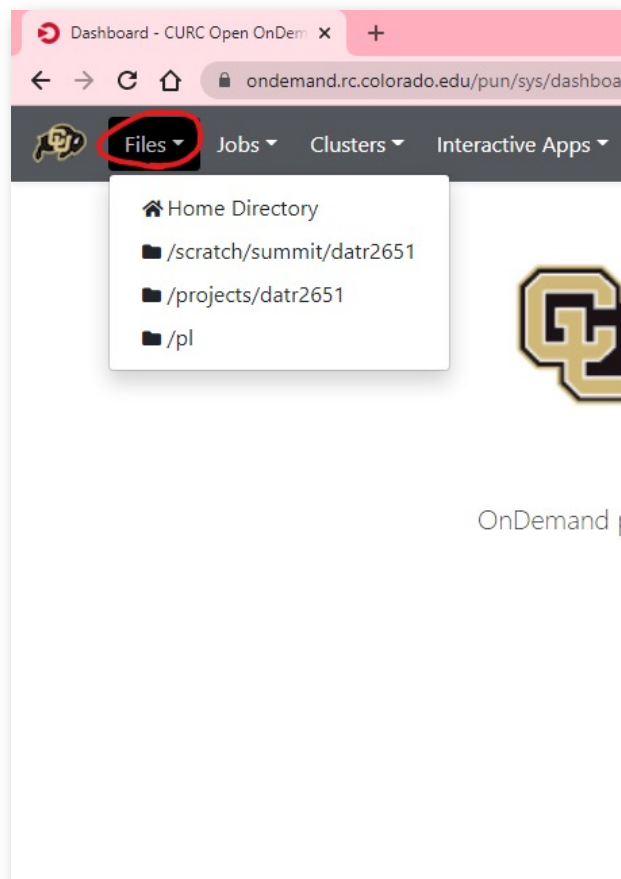 Dashboard - CURC Open OnDem
ondemand.rc.colorado.edu/pun/sys/dashboa
Files Jobs Clusters Interactive Apps
Home Directory
/scratch/summit/datr2651
/projects/datr2651
/pl
CU
OnDemand p